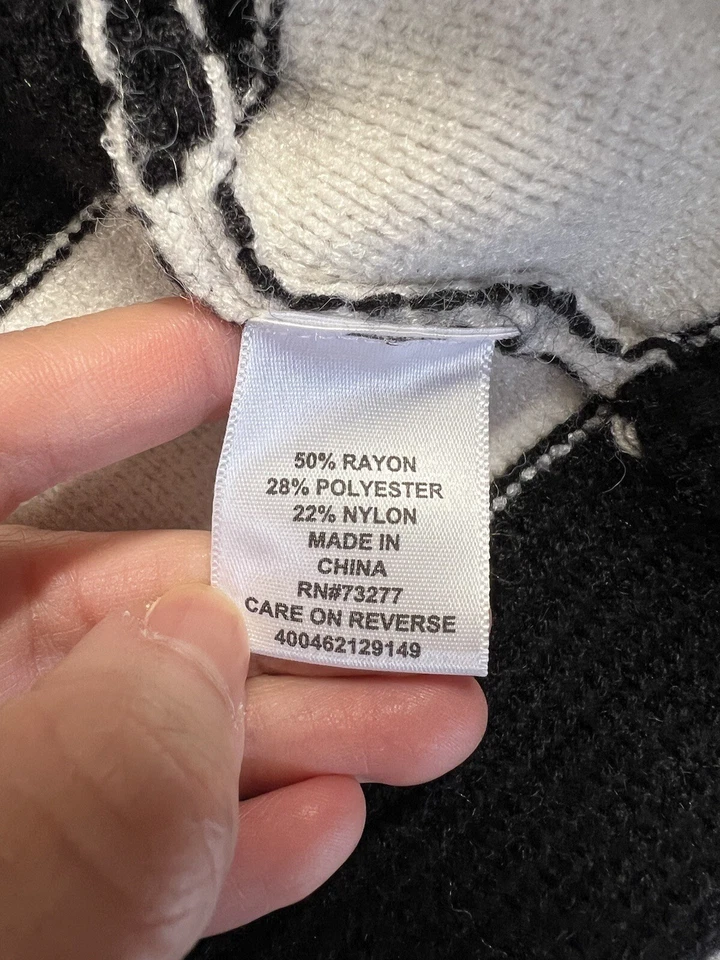 50% RAYON
28% POLYESTER
22% NYLON
MADE IN
CHINA
RN#73277
CARE ON REVERSE
400462129149